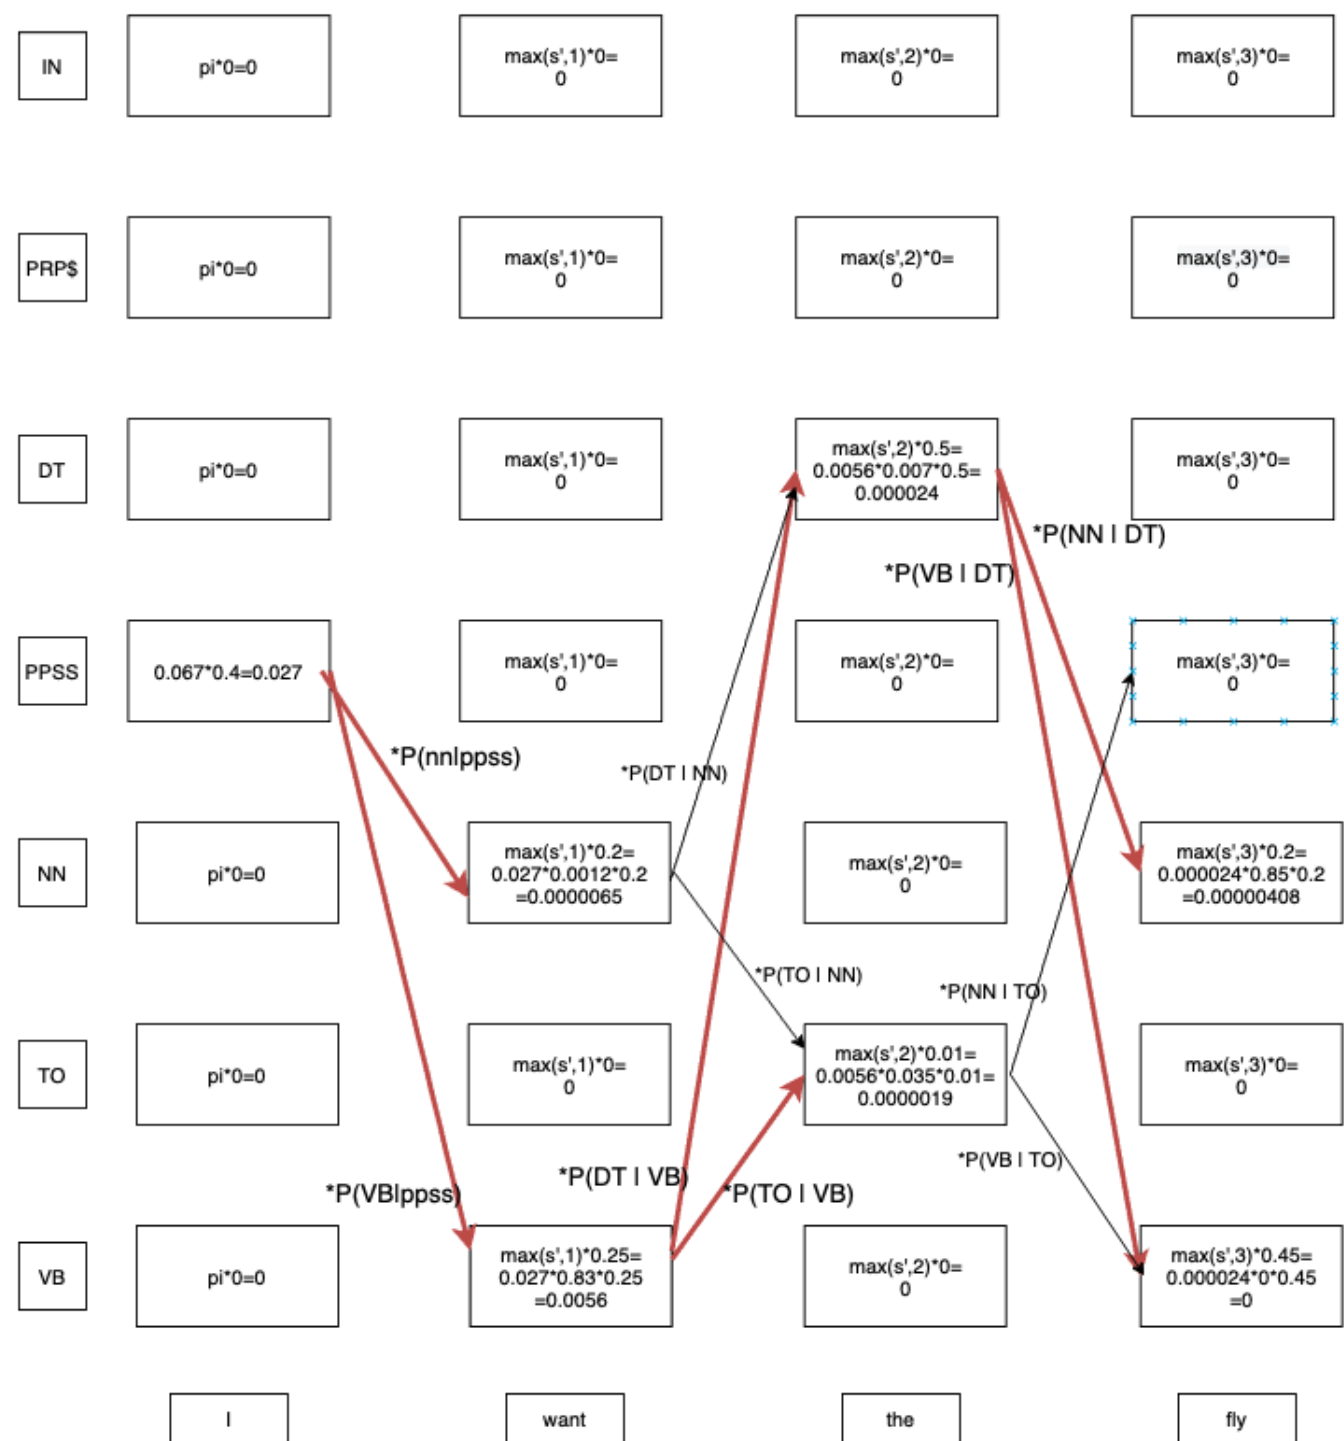 IN
pi*0=0
max(s',1)*0=
0
max(s',2)*0=
0
max(s',3)*0=
0
PRP$
pi*0=0
max(s',1)*0=
0
max(s',2)*0=
0
max(s',3)*0=
0
DT
pi*0=0
max(s',1)*0=
0
max(s',2)*0.5=
0.0056*0.007*0.5=
0.000024
max(s',3)*0=
0
*P(NN | DT)
*P(VB | DT)
PPSS
0.067*0.4=0.027
max(s',1)*0=
0
max(s',2)*0=
0
max(s',3)*0=
0
*P(nn|ppss)
*P(DT | NN)
NN
pi*0=0
max(s',1)*0.2=
0.027*0.0012*0.2
=0.0000065
max(s',2)*0=
0
max(s',3)*0.2=
0.000024*0.85*0.2
=0.00000408
*P(TO | NN)
*P(NN | TO)
TO
pi*0=0
max(s',1)*0=
0
max(s',2)*0.01=
0.0056*0.035*0.01=
0.0000019
max(s',3)*0=
0
*P(VB|ppss)
*P(DT | VB)
*P(TO | VB)
*P(VB | TO)
VB
pi*0=0
max(s',1)*0.25=
0.027*0.83*0.25
=0.0056
max(s',2)*0=
0
max(s',3)*0.45=
0.000024*0*0.45
=0
I
want
the
fly